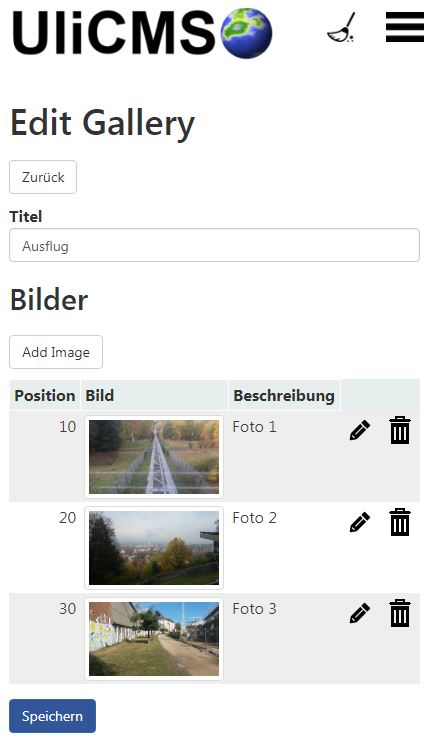 UliCMS
Edit Gallery
Zurück
Titel
Ausflug
Bilder
Add Image
Position Bild Beschreibung
10 Foto 1
20 Foto 2
30 Foto 3
Speichern